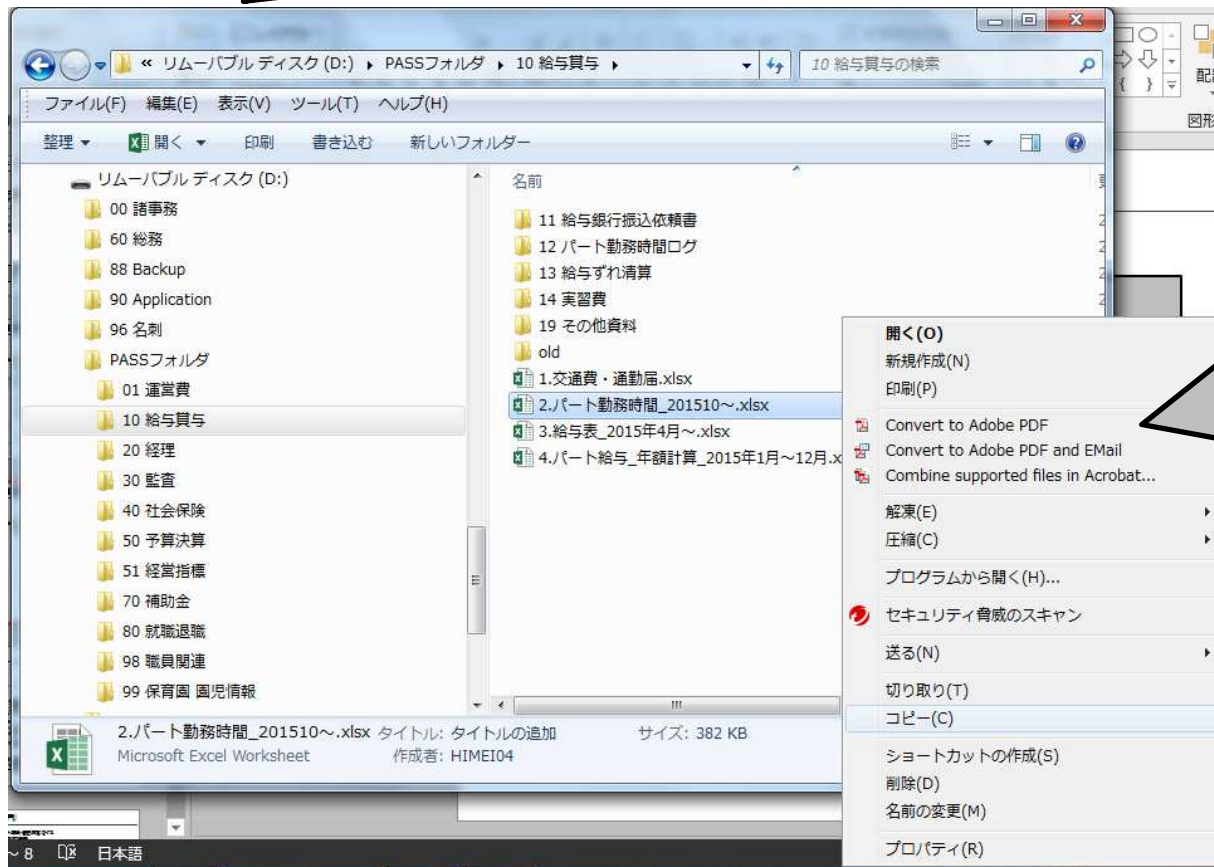 « リムーバブル ディスク (D:) ▸ PASSフォルダ ▸ 10 給与賞与 ▸
10 給与賞与の検索
ファイル(F) 編集(E) 表示(V) ツール(T) ヘルプ(H)
整理 開く 印刷 書き込む 新しいフォルダー
リムーバブル ディスク (D:)
00 諸事務
60 総務
88 Backup
90 Application
96 名刺
PASSフォルダ
01 運営費
10 給与賞与
20 経理
30 監査
40 社会保険
50 予算決算
51 経営指標
70 補助金
80 就職退職
98 職員関連
99 保育園 園児情報
名前
11 給与銀行振込依頼書
12 パート勤務時間ログ
13 給与ずれ清算
14 実習費
19 その他資料
old
1.交通費・通勤届.xlsx
2.パート勤務時間_201510～.xlsx
3.給与表_2015年4月～.xlsx
4.パート給与_年額計算_2015年1月～12月.x
2.パート勤務時間_201510～.xlsx タイトル: タイトルの追加 サイズ: 382 KB
Microsoft Excel Worksheet 作成者: HIMEI04
開く(O)
新規作成(N)
印刷(P)
Convert to Adobe PDF
Convert to Adobe PDF and EMail
Combine supported files in Acrobat...
解凍(E)
圧縮(C)
プログラムから開く(H)...
セキュリティ脅威のスキャン
送る(N)
切り取り(T)
コピー(C)
ショートカットの作成(S)
削除(D)
名前の変更(M)
プロパティ(R)
図形
～ 8 日本語